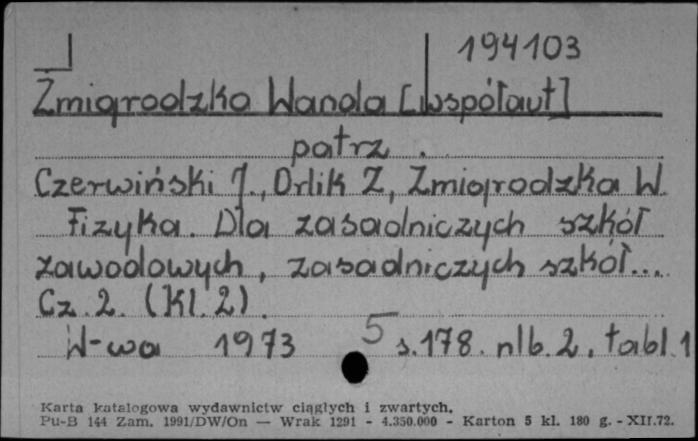 194103
Żmigrodzka Wanda [współaut]
patrz.
Czerwiński J., Orlik Z, Żmigrodzka W.
Fizyka. Dla zasadniczych szkół
zawodowych, zasadniczych szkół...
Cz. 2. (Kl. 2).
W-wa 1973 5 s. 178. nlb. 2, tabl. 1
Karta katalogowa wydawnictw ciągłych i zwartych.
Pu-B 144 Zam. 1991/DW/On — Wrak 1291 - 4.350.000 - Karton 5 kl. 180 g. - XII.72.